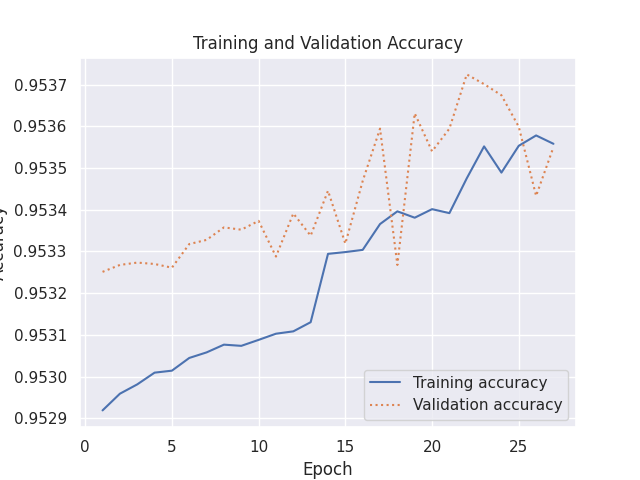 Training and Validation Accuracy
0.9537
0.9536
0.9535
0.9534
0.9533
0.9532
0.9531
0.9530
0.9529
Accuracy
0 5 10 15 20 25
Epoch
Training accuracy
Validation accuracy